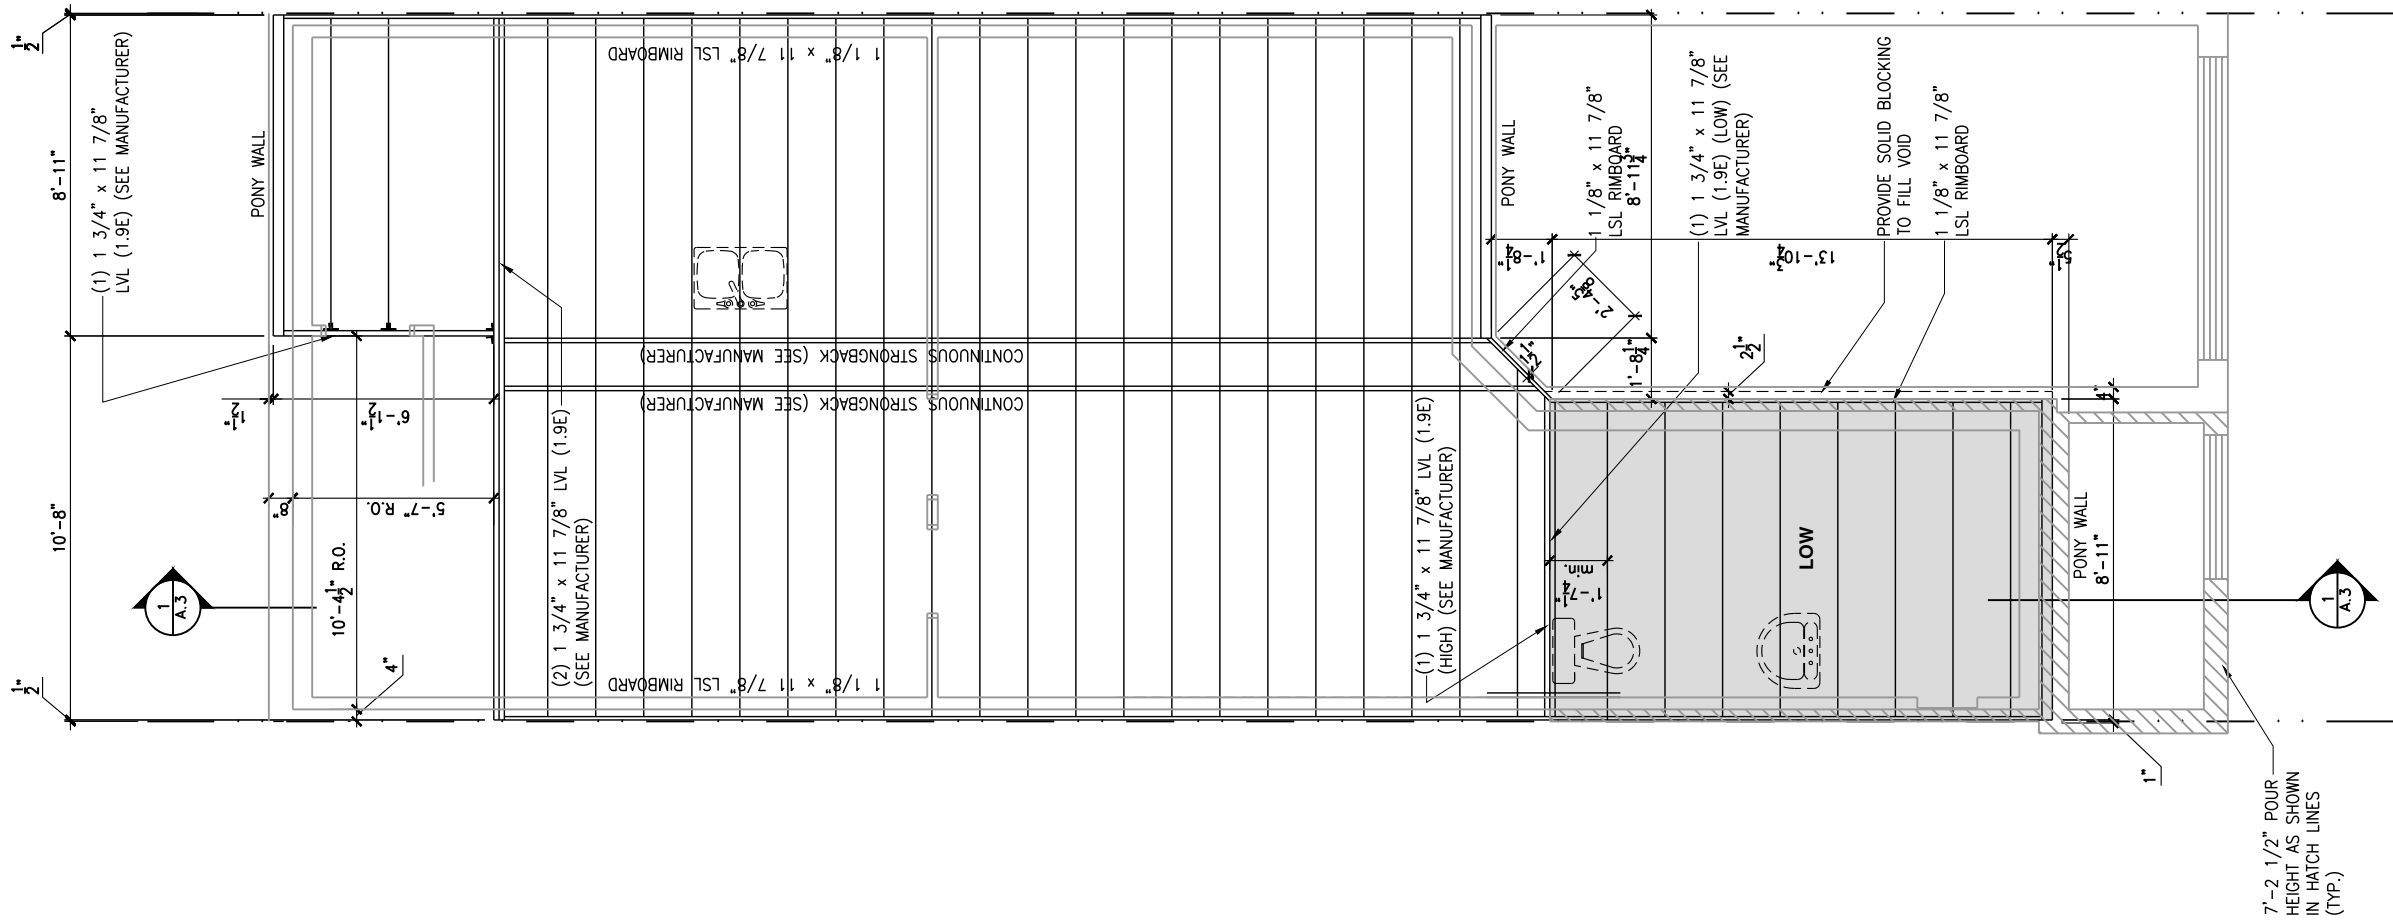 1/2"
8'-11"
10'-8"
1/2"
(1) 1 3/4" x 11 7/8"
LVL (1.9E) (SEE MANUFACTURER)
PONY WALL
1 1/2"
6'-1 1/2"
8"
5'-7" R.O.
10'-4 1/2" R.O.
4"
1
A.3
(2) 1 3/4" x 11 7/8" LVL (1.9E)
(SEE MANUFACTURER)
1 1/8" x 11 7/8" LSL RIMBOARD
CONTINUOUS STRONGBACK (SEE MANUFACTURER)
CONTINUOUS STRONGBACK (SEE MANUFACTURER)
1 1/8" x 11 7/8" LSL RIMBOARD
(1) 1 3/4" x 11 7/8" LVL (1.9E)
(HIGH) (SEE MANUFACTURER)
PONY WALL
1 1/8" x 11 7/8"
LSL RIMBOARD
8'-11 3/4"
(1) 1 3/4" x 11 7/8"
LVL (1.9E) (LOW) (SEE
MANUFACTURER)
PROVIDE SOLID BLOCKING
TO FILL VOID
1 1/8" x 11 7/8"
LSL RIMBOARD
1'-8 1/4"
13'-10 3/4"
5 1/2"
2'-4 5/8"
1 1/2"
1'-8 1/4"
2 1/2"
4"
1'-7 1/4"
min.
LOW
PONY WALL
8'-11"
1"
1
A.3
7'-2 1/2" POUR
HEIGHT AS SHOWN
IN HATCH LINES
(TYP.)